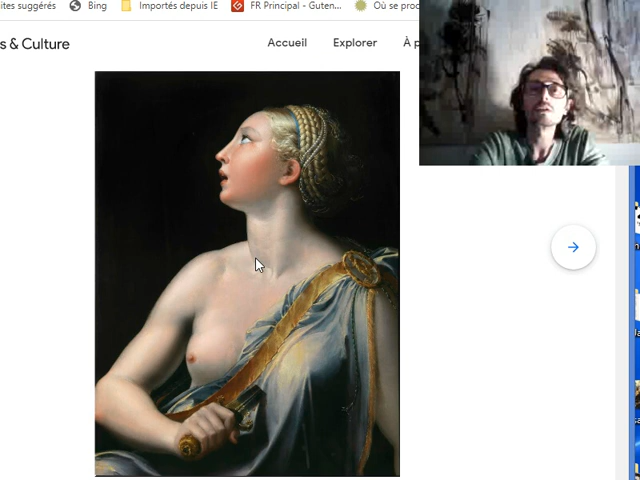 ites suggérés Bing Importés depuis IE FR Principal - Guten... Où se proc
s & Culture Accueil Explorer À p